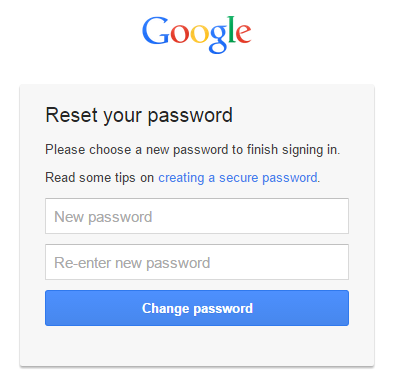 Google
Reset your password
Please choose a new password to finish signing in.
Read some tips on creating a secure password.
New password
Re-enter new password
Change password